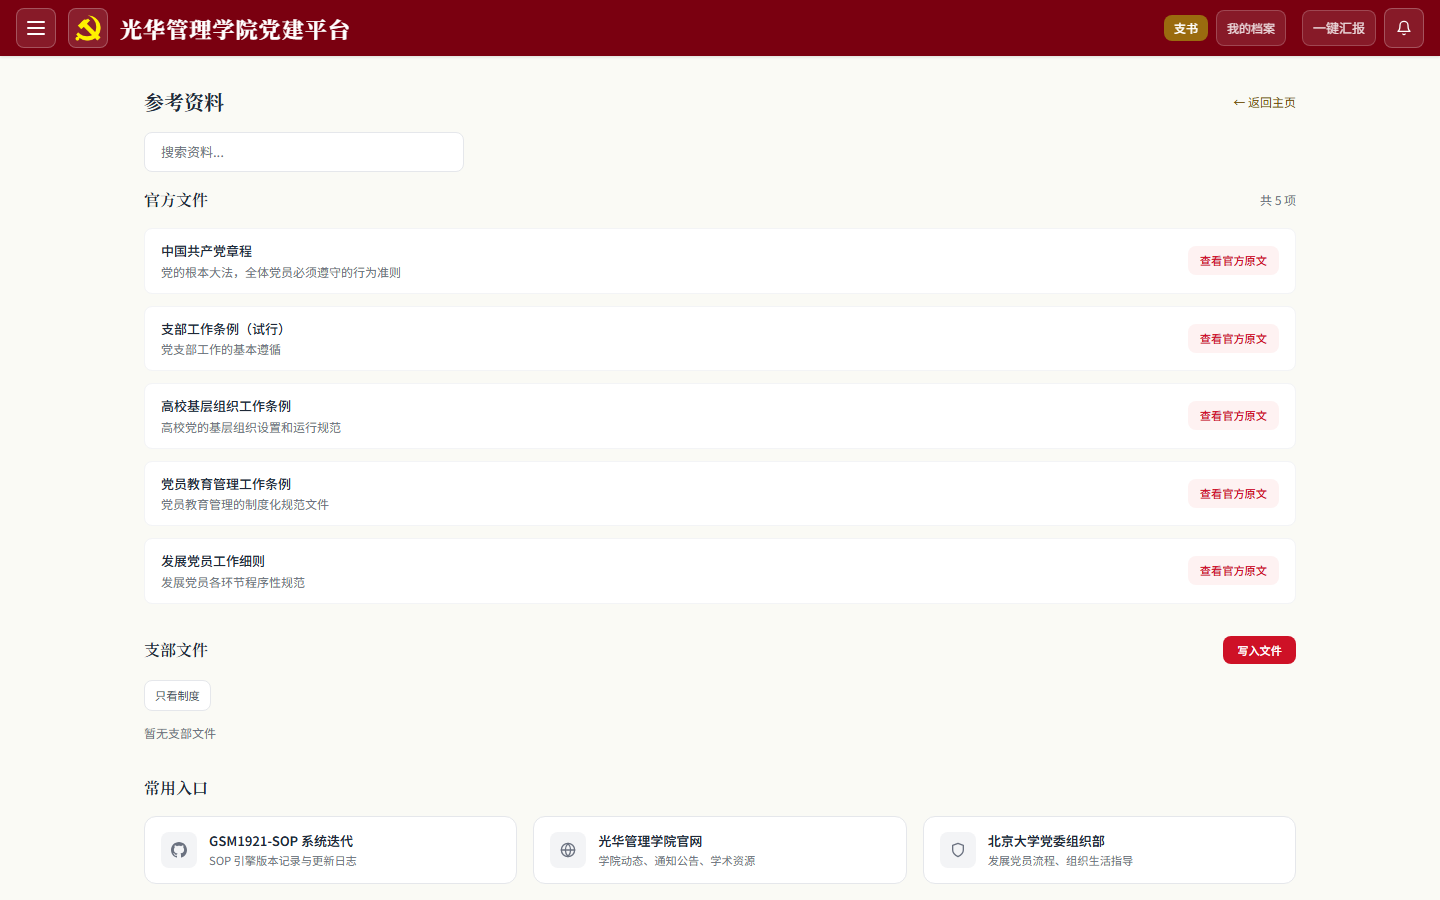 光华管理学院党建平台
支书
我的档案
一键汇报
参考资料
← 返回主页
搜索资料...
官方文件
共 5 项
中国共产党章程
党的根本大法，全体党员必须遵守的行为准则
查看官方原文
支部工作条例（试行）
党支部工作的基本遵循
查看官方原文
高校基层组织工作条例
高校党的基层组织设置和运行规范
查看官方原文
党员教育管理工作条例
党员教育管理的制度化规范文件
查看官方原文
发展党员工作细则
发展党员各环节程序性规范
查看官方原文
支部文件
写入文件
只看制度
暂无支部文件
常用入口
GSM1921-SOP 系统迭代
SOP 引擎版本记录与更新日志
光华管理学院官网
学院动态、通知公告、学术资源
北京大学党委组织部
发展党员流程、组织生活指导